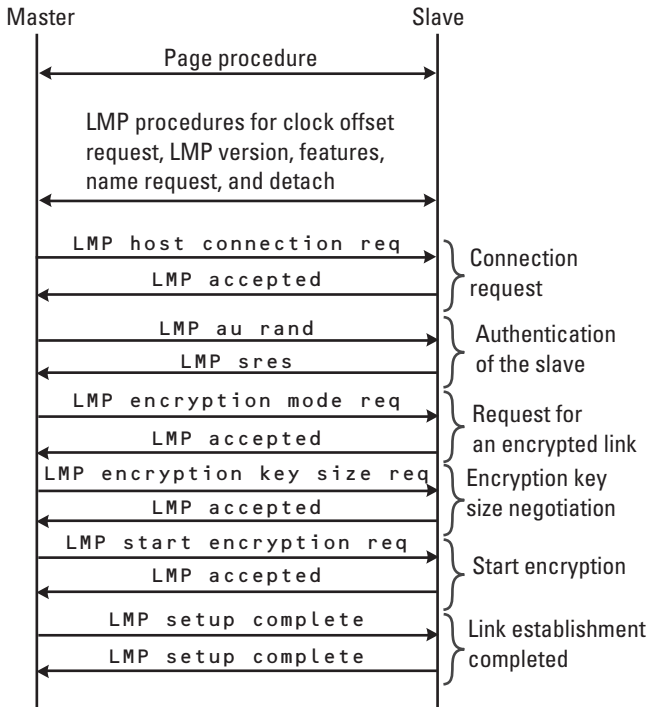 Master
Slave
Page procedure
LMP procedures for clock offset
request, LMP version, features,
name request, and detach
LMP host connection req
LMP accepted
Connection
request
LMP au rand
LMP sres
Authentication
of the slave
LMP encryption mode req
LMP accepted
Request for
an encrypted link
LMP encryption key size req
LMP accepted
Encryption key
size negotiation
LMP start encryption req
LMP accepted
Start encryption
LMP setup complete
LMP setup complete
Link establishment
completed